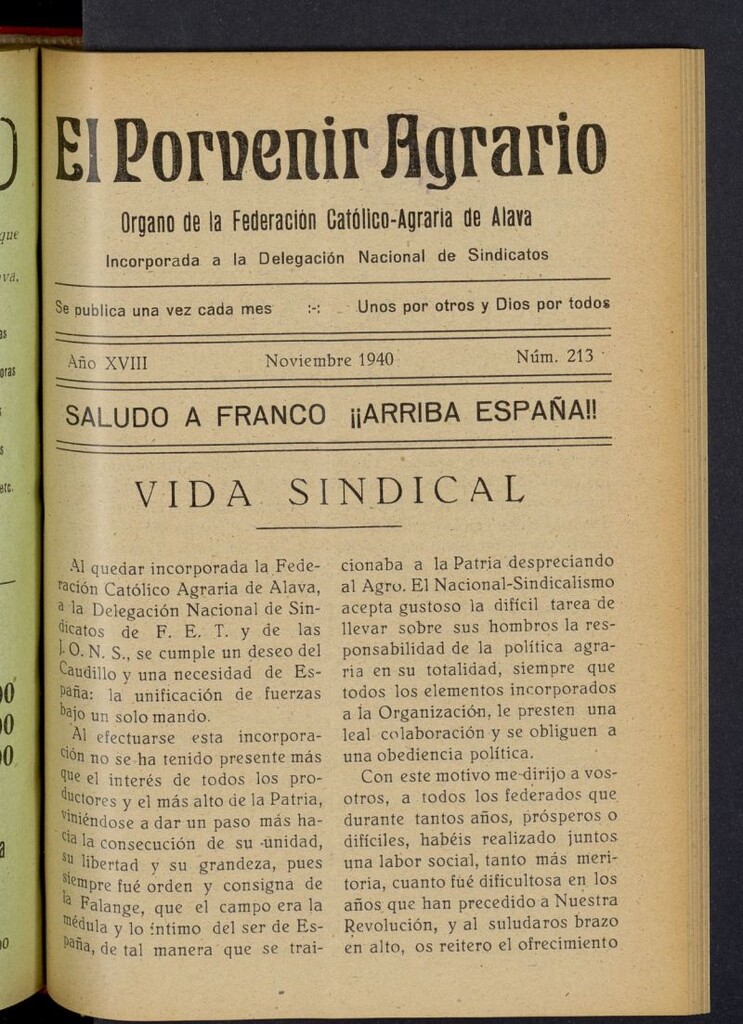 El Porvenir Agrario
Organo de la Federación Católico-Agraria de Alava
Incorporada a la Delegación Nacional de Sindicatos
Se publica una vez cada mes :-: Unos por otros y Dios por todos
Año XVIII Noviembre 1940 Núm. 213
SALUDO A FRANCO ¡¡ARRIBA ESPAÑA!!
VIDA SINDICAL
Al quedar incorporada la Fede-
ración Católico Agraria de Alava,
a la Delegación Nacional de Sin-
dicatos de F. E. T. y de las
J. O. N. S., se cumple un deseo del
Caudillo y una necesidad de Es-
paña: la unificación de fuerzas
bajo un solo mando.
Al efectuarse esta incorpora-
ción no se ha tenido presente más
que el interés de todos los pro-
ductores y el más alto de la Patria,
viniéndose a dar un paso más ha-
cia la consecución de su unidad,
su libertad y su grandeza, pues
siempre fué orden y consigna de
la Falange, que el campo era la
médula y lo íntimo del ser de Es-
paña, de tal manera que se trai-
cionaba a la Patria despreciando
al Agro. El Nacional-Sindicalismo
acepta gustoso la difícil tarea de
llevar sobre sus hombros la res-
ponsabilidad de la política agra-
ria en su totalidad, siempre que
todos los elementos incorporados
a la Organización, le presten una
leal colaboración y se obliguen a
una obediencia política.
Con este motivo me dirijo a vos-
otros, a todos los federados que
durante tantos años, prósperos o
difíciles, habéis realizado juntos
una labor social, tanto más meri-
toria, cuanto fué dificultosa en los
años que han precedido a Nuestra
Revolución, y al saludaros brazo
en alto, os reitero el ofrecimiento
que
etc.